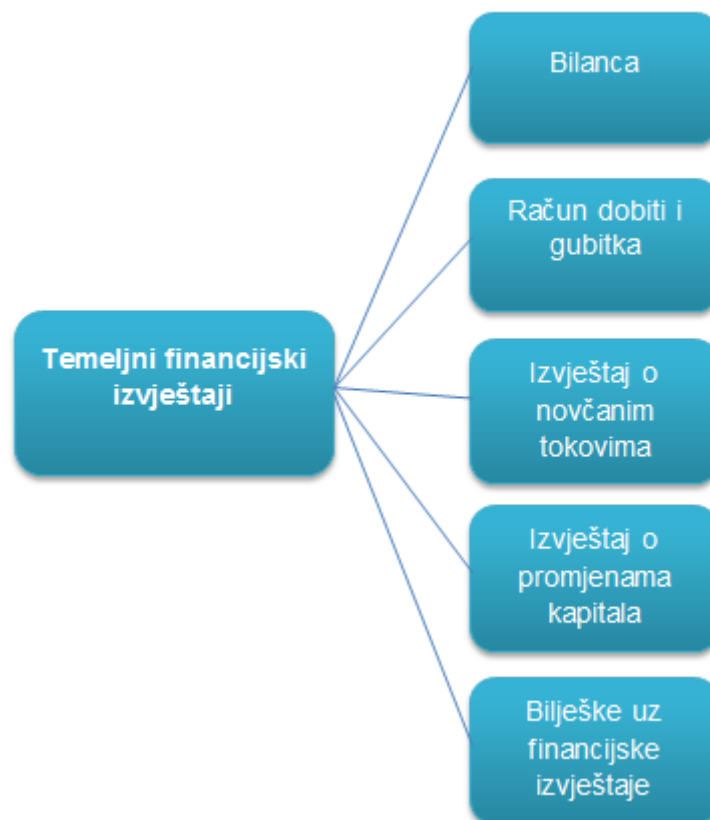 Temeljni financijski
izvještaji
Bilanca
Račun dobiti i
gubitka
Izvještaj o
novčanim
tokovima
Izvještaj o
promjenama
kapitala
Bilješke uz
financijske
izvještaje